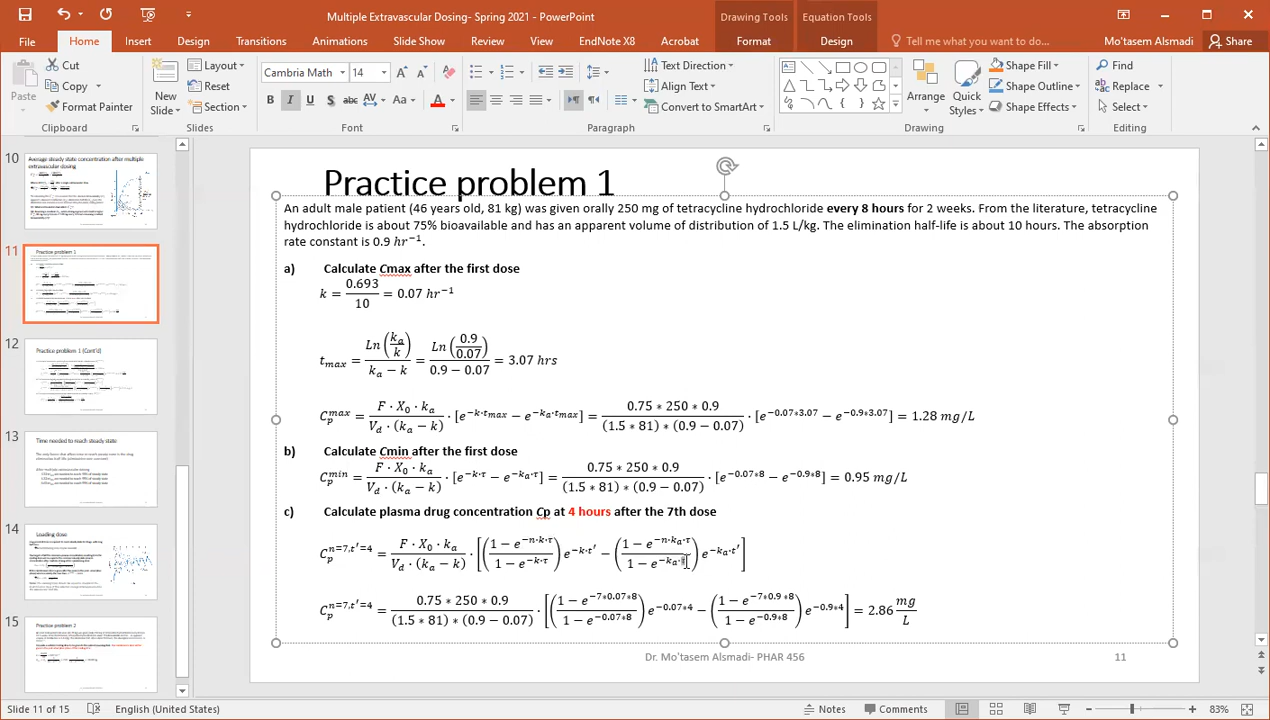 Multiple Extravascular Dosing- Spring 2021 - PowerPoint
Drawing Tools
Equation Tools
File Home Insert Design Transitions Animations Slide Show Review View EndNote X8 Acrobat Format Design Tell me what you want to do... Mo'tasem Alsmadi Share
Paste
Cut
Copy
Format Painter
Clipboard
New Slide
Layout
Reset
Section
Slides
Cambria Math 14
B I U S abc AV Aa A
Font
Text Direction
Align Text
Convert to SmartArt
Paragraph
Arrange
Quick Styles
Shape Fill
Shape Outline
Shape Effects
Drawing
Find
Replace
Select
Editing
10
Average steady state concentration after multiple extravascular dosing
11
Practice problem 1
12
Practice problem 1 (Cont'd)
13
Time needed to reach steady state
14
Loading dose
15
Practice problem 2
Practice problem 1
An adult male patient (46 years old, 81 kg) was given orally 250 mg of tetracycline hydrochloride every 8 hours for 2 weeks. From the literature, tetracycline
hydrochloride is about 75% bioavailable and has an apparent volume of distribution of 1.5 L/kg. The elimination half-life is about 10 hours. The absorption
rate constant is 0.9 hr⁻¹.
a) Calculate Cmax after the first dose
k = 0.693/10 = 0.07 hr⁻¹
t_max = Ln(k_a/k)/(k_a − k) = Ln(0.9/0.07)/(0.9 − 0.07) = 3.07 hrs
C_p^max = (F · X₀ · k_a)/(V_d · (k_a − k)) · [e^(−k·t_max) − e^(−k_a·t_max)] = (0.75 ∗ 250 ∗ 0.9)/((1.5 ∗ 81) ∗ (0.9 − 0.07)) · [e^(−0.07∗3.07) − e^(−0.9∗3.07)] = 1.28 mg/L
b) Calculate Cmin after the first dose
C_p^min = (F · X₀ · k_a)/(V_d · (k_a − k)) · [e^(−k·τ) − e^(−k_a·τ)] = (0.75 ∗ 250 ∗ 0.9)/((1.5 ∗ 81) ∗ (0.9 − 0.07)) · [e^(−0.07∗8) − e^(−0.9∗8)] = 0.95 mg/L
c) Calculate plasma drug concentration Cp at 4 hours after the 7th dose
C_p^(n=7,t′=4) = (F · X₀ · k_a)/(V_d · (k_a − k)) · [((1 − e^(−n·k·τ))/(1 − e^(−k·τ))) e^(−k·t′) − ((1 − e^(−n·k_a·τ))/(1 − e^(−k_a·τ))) e^(−k_a·t′)]
C_p^(n=7,t′=4) = (0.75 ∗ 250 ∗ 0.9)/((1.5 ∗ 81) ∗ (0.9 − 0.07)) · [((1 − e^(−7∗0.07∗8))/(1 − e^(−0.07∗8))) e^(−0.07∗4) − ((1 − e^(−7∗0.9∗8))/(1 − e^(−0.9∗8))) e^(−0.9∗4)] = 2.86 mg/L
Dr. Mo'tasem Alsmadi- PHAR 456
11
Slide 11 of 15 English (United States) Notes Comments 83%